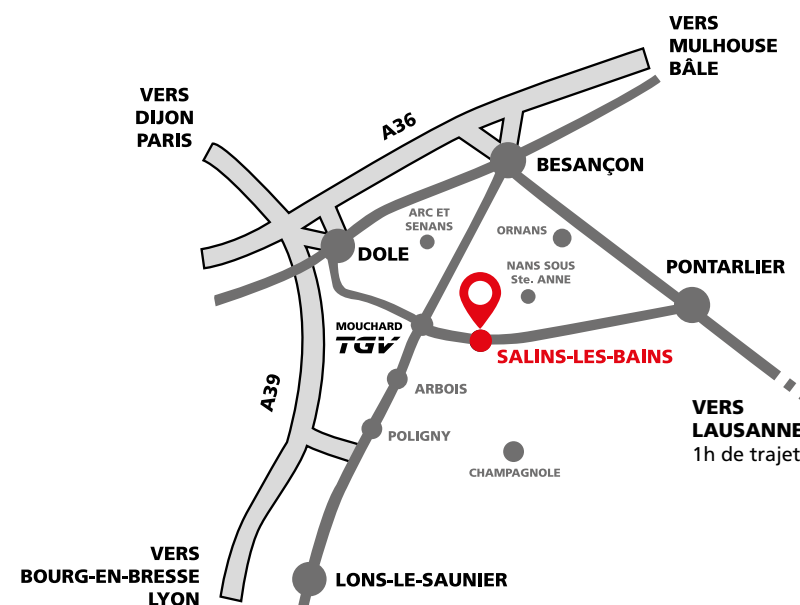 VERS
MULHOUSE
BÂLE
VERS
DIJON
PARIS
A36
BESANÇON
ARC ET
SENANS
ORNANS
DOLE
NANS SOUS
Ste. ANNE
PONTARLIER
MOUCHARD
TGV
SALINS-LES-BAINS
A39
ARBOIS
VERS
LAUSANNE
1h de trajet
POLIGNY
CHAMPAGNOLE
VERS
BOURG-EN-BRESSE
LYON
LONS-LE-SAUNIER